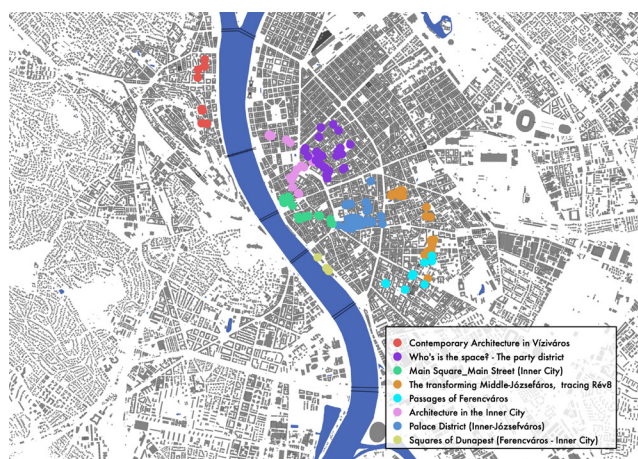 Contemporary Architecture in Víziváros
Who's is the space? - The party district
Main Square_Main Street (Inner City)
The transforming Middle-Józsefáros, tracing Rév8
Passages of Ferencváros
Architecture in the Inner City
Palace District (InnerJózsefváros)
Squares of Dunapest (Ferencváros - Inner City)